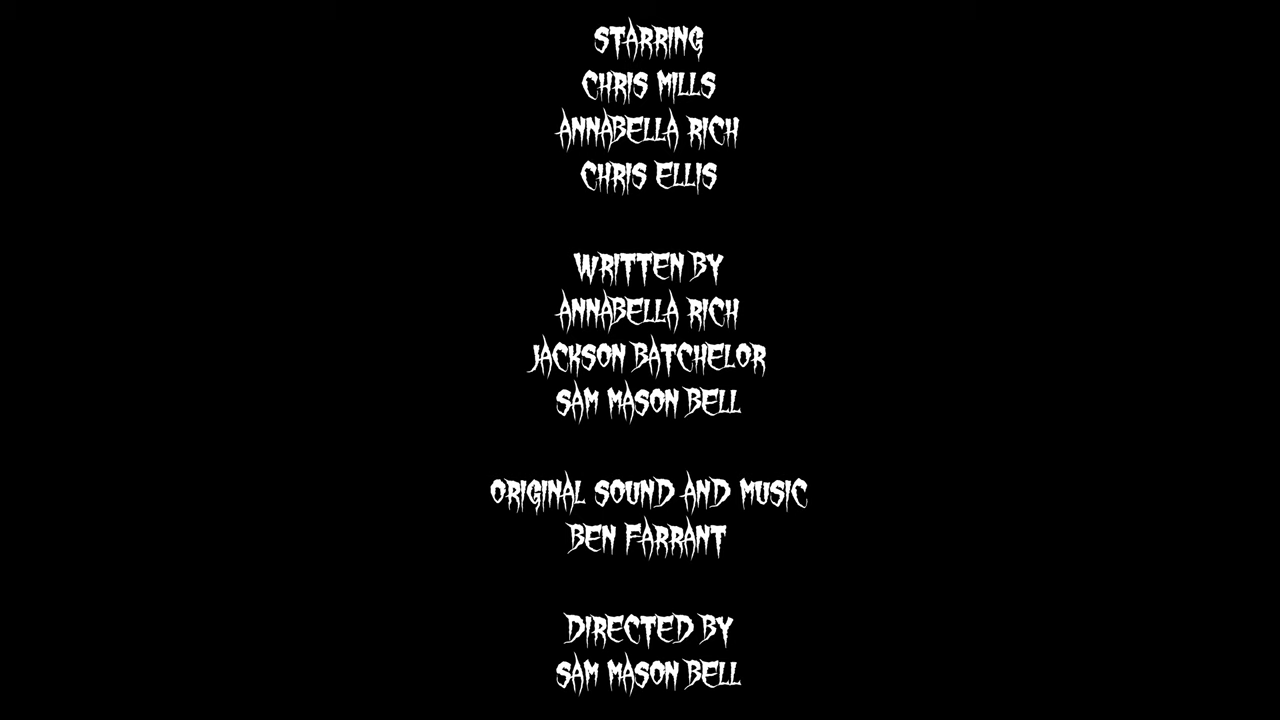 STARRING
CHRIS MILLS
ANNABELLA RICH
CHRIS ELLIS
WRITTEN BY
ANNABELLA RICH
JACKSON BATCHELOR
SAM MASON BELL
ORIGINAL SOUND AND MUSIC
BEN FARRANT
DIRECTED BY
SAM MASON BELL